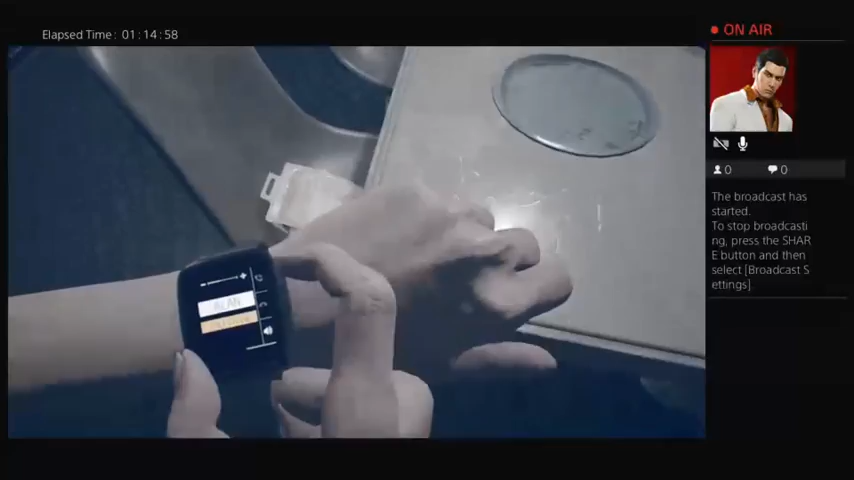 Elapsed Time: 01:14:58
ON AIR
0 0
The broadcast has
started.
To stop broadcasti
ng, press the SHAR
E button and then
select [Broadcast S
ettings].
ALAN